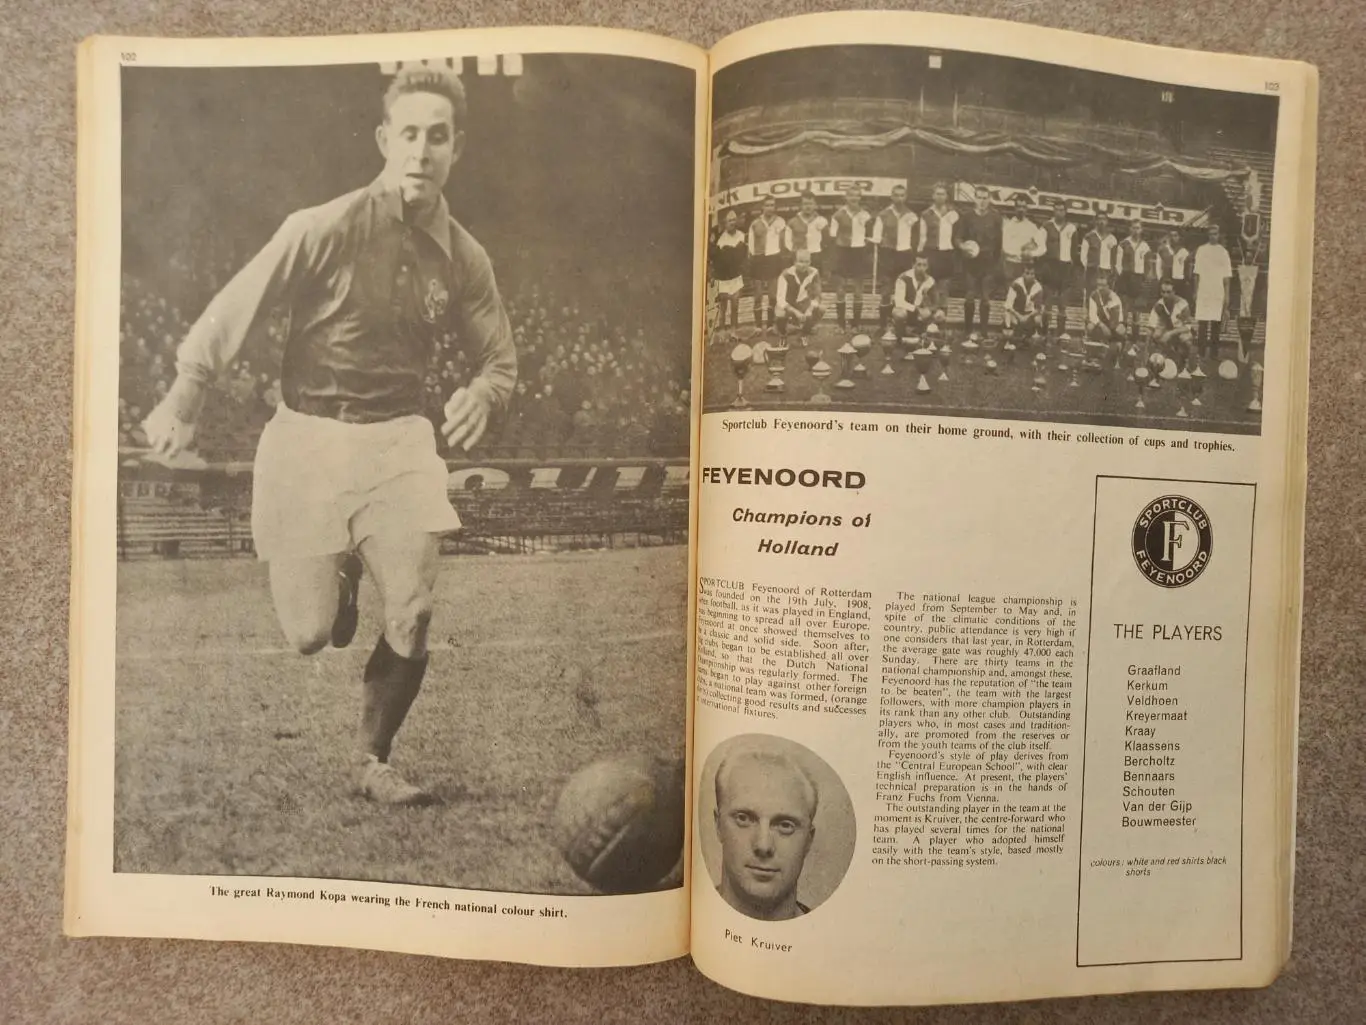 102
The great Raymond Kopa wearing the French national colour shirt.
103
NK LOUTER
KABOUTER
Sportclub Feyenoord's team on their home ground, with their collection of cups and trophies.
FEYENOORD
Champions of
Holland
SPORTCLUB Feyenoord of Rotterdam
was founded on the 19th July, 1908,
when football, as it was played in England,
was beginning to spread all over Europe.
Feyenoord at once showed themselves to
be a classic and solid side. Soon after,
clubs began to be established all over
Holland, so that the Dutch National
Championship was regularly formed. The
teams began to play against other foreign
clubs, a national team was formed, (orange
shirts) collecting good results and successes
in international fixtures.
Piet Kruiver
The national league championship is
played from September to May and, in
spite of the climatic conditions of the
country, public attendance is very high if
one considers that last year, in Rotterdam,
the average gate was roughly 47,000 each
Sunday. There are thirty teams in the
national championship and, amongst these,
Feyenoord has the reputation of "the team
to be beaten", the team with the largest
followers, with more champion players in
its rank than any other club. Outstanding
players who, in most cases and tradition-
ally, are promoted from the reserves or
from the youth teams of the club itself.
Feyenoord's style of play derives from
the "Central European School", with clear
English influence. At present, the players'
technical preparation is in the hands of
Franz Fuchs from Vienna.
The outstanding player in the team at the
moment is Kruiver, the centre-forward who
has played several times for the national
team. A player who adopted himself
easily with the team's style, based mostly
on the short-passing system.
SPORTCLUB
F
FEYENOORD
THE PLAYERS
Graafland
Kerkum
Veldhoen
Kreyermaat
Kraay
Klaassens
Bercholtz
Bennaars
Schouten
Van der Gijp
Bouwmeester
colours: white and red shirts black
shorts